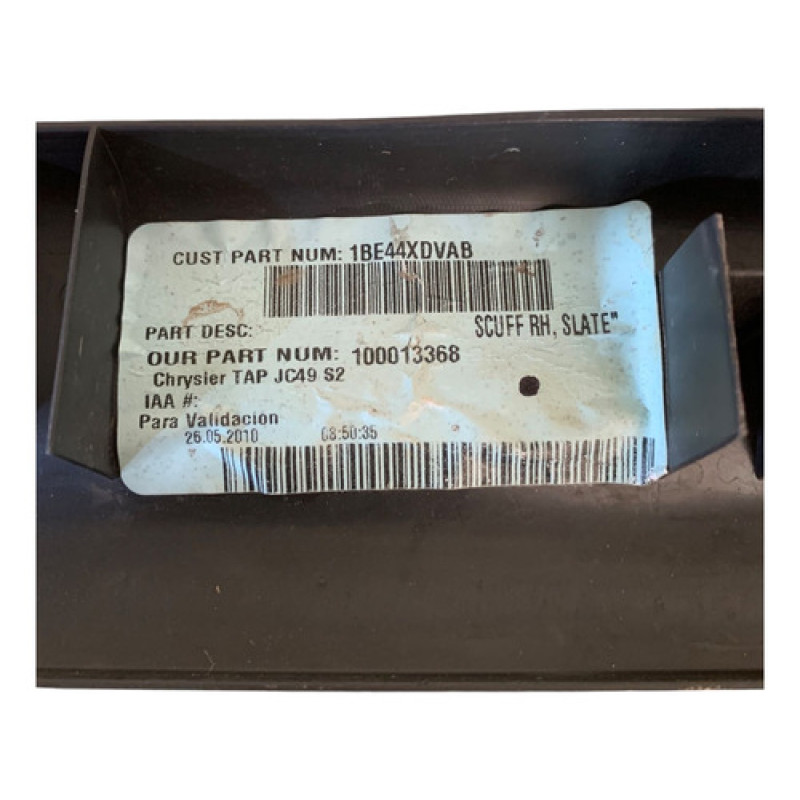 CUST PART NUM: 1BE44XDVAB
PART DESC: SCUFF RH, SLATE"
OUR PART NUM: 100013368
Chrysler TAP JC49 S2
IAA #:
Para Validacion
26.05.2010 08:50:35